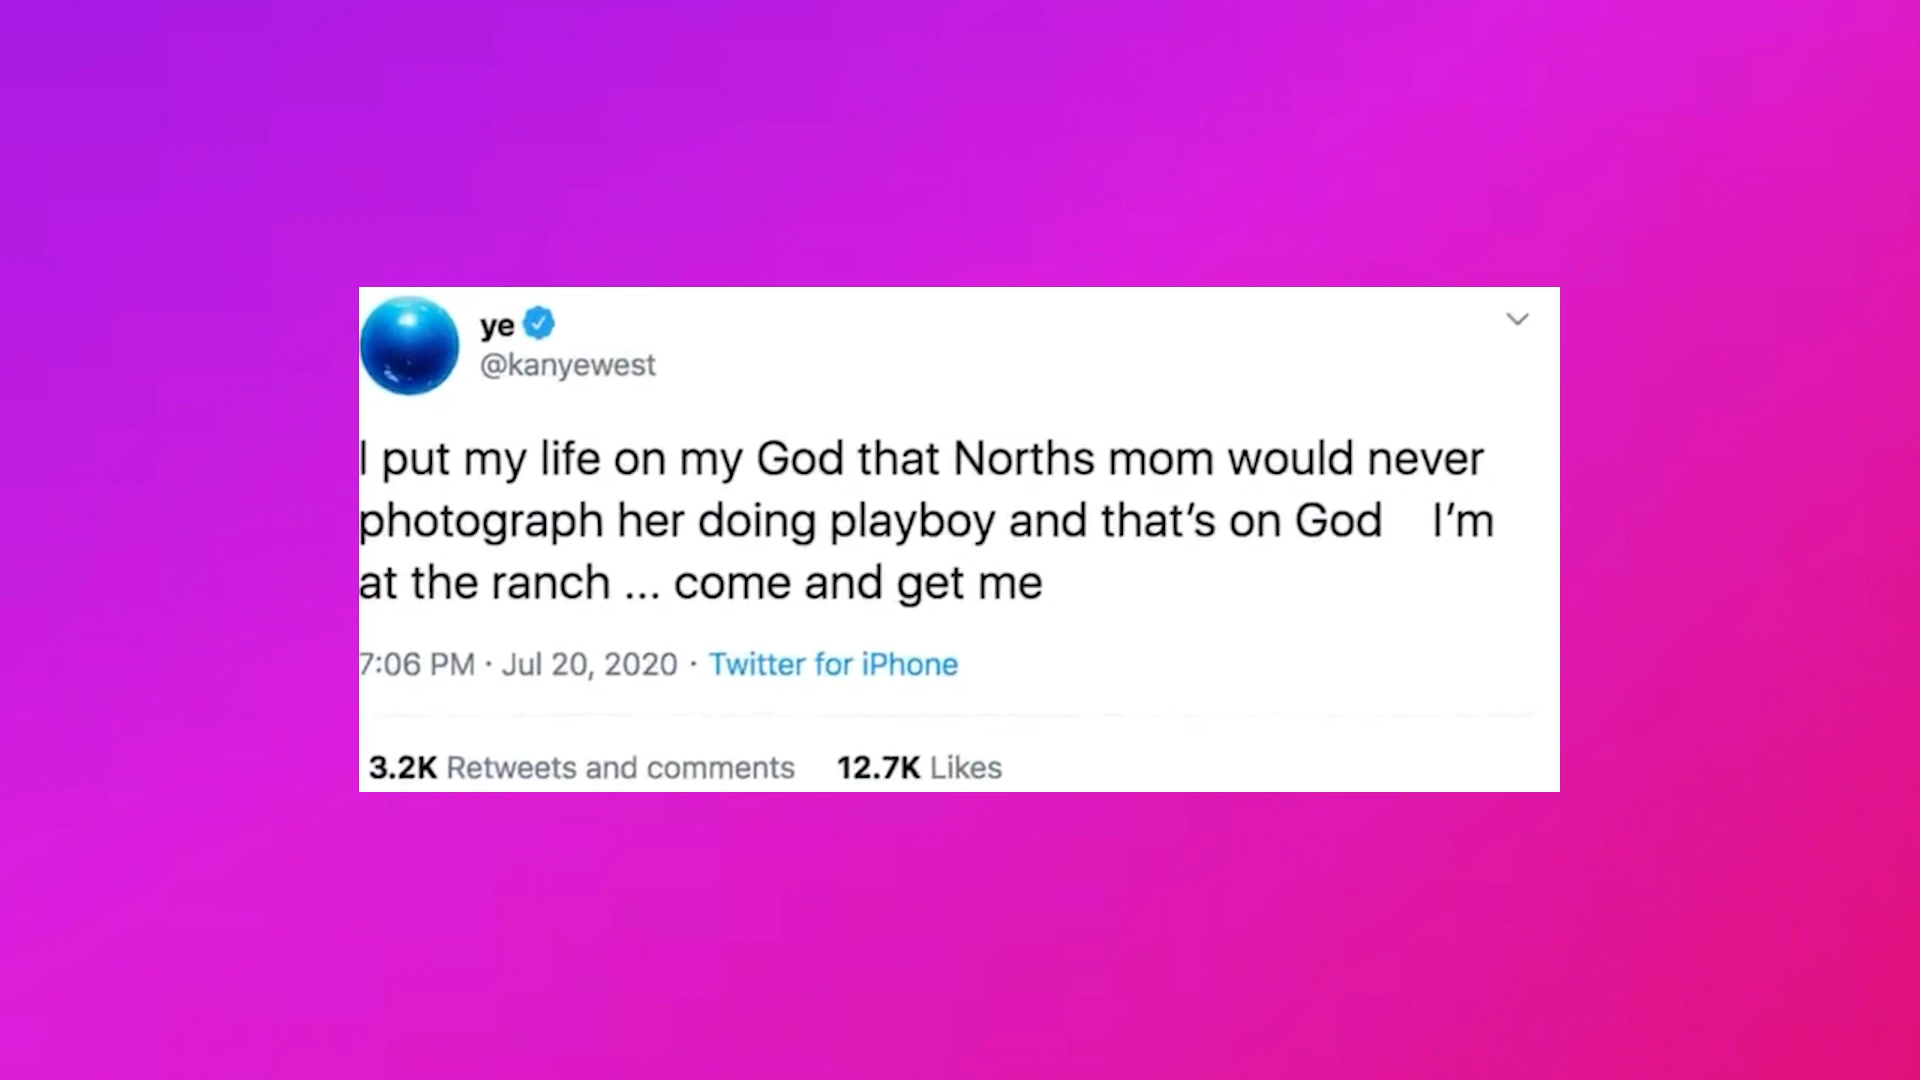 ye
@kanyewest
I put my life on my God that Norths mom would never
photograph her doing playboy and that’s on God I’m
at the ranch ... come and get me
7:06 PM · Jul 20, 2020 · Twitter for iPhone
3.2K Retweets and comments 12.7K Likes